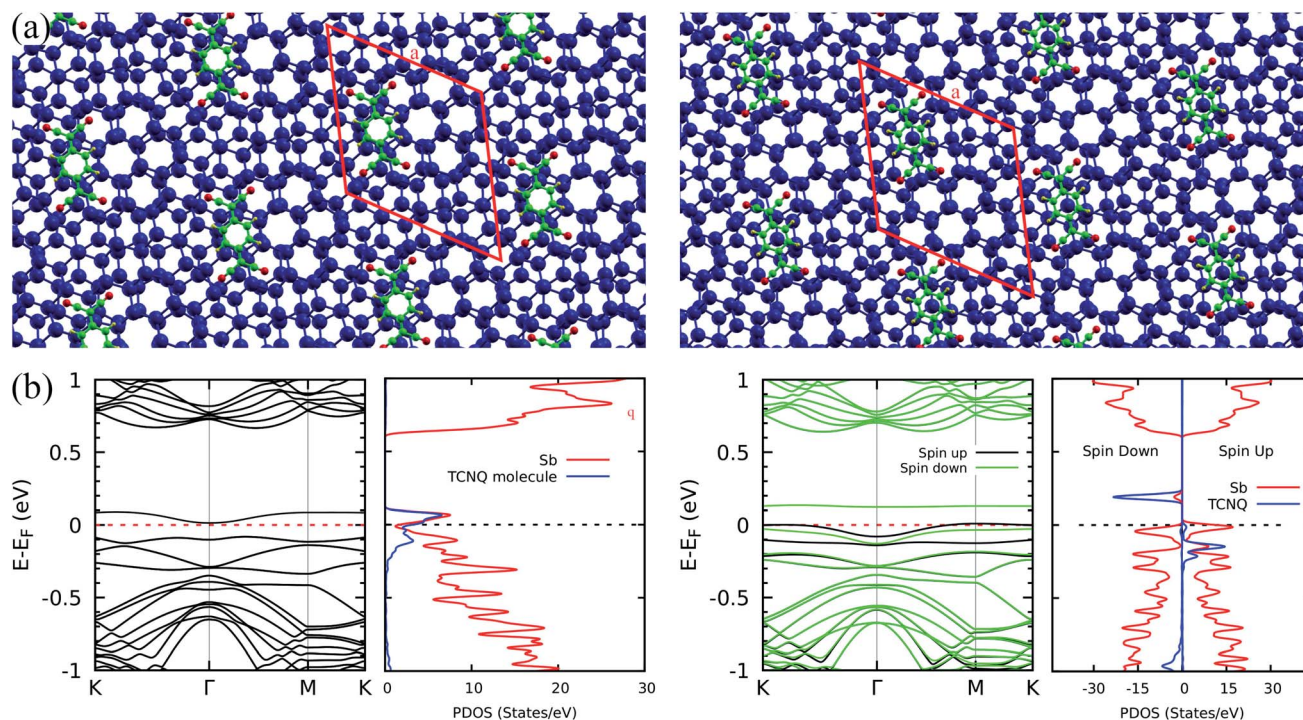 (a)
a
a
(b)
1
0.5
0
-0.5
-1
E-E_F (eV)
K
Γ
M
K
q
Sb
TCNQ molecule
0
10
20
30
PDOS (States/eV)
1
0.5
0
-0.5
-1
E-E_F (eV)
Spin up
Spin down
K
Γ
M
K
Spin Down
Spin Up
Sb
TCNQ
-30
-15
0
15
30
PDOS (States/eV)